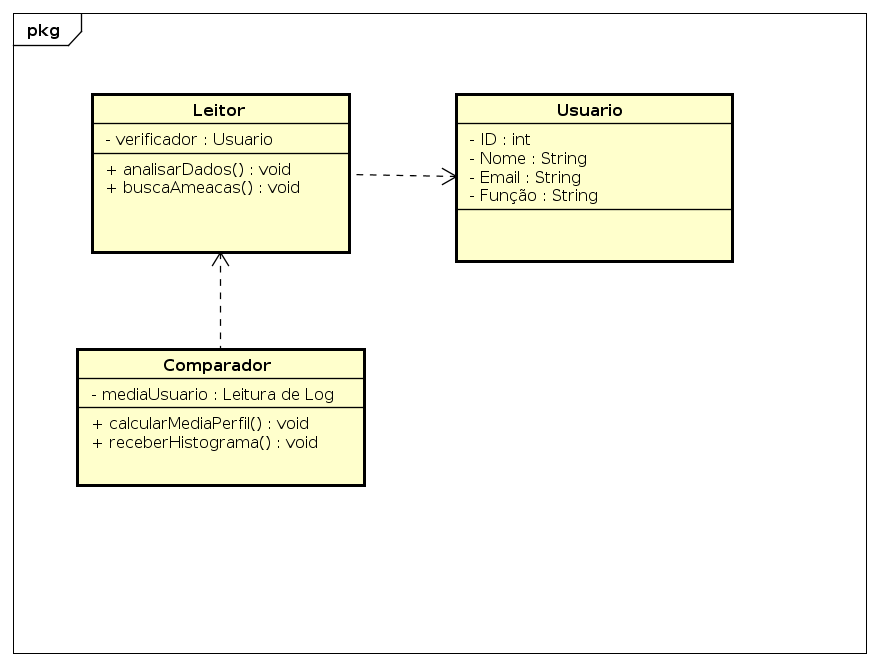 pkg
Leitor
- verificador : Usuario
+ analisarDados() : void
+ buscaAmeacas() : void
Usuario
- ID : int
- Nome : String
- Email : String
- Função : String
Comparador
- mediaUsuario : Leitura de Log
+ calcularMediaPerfil() : void
+ receberHistograma() : void